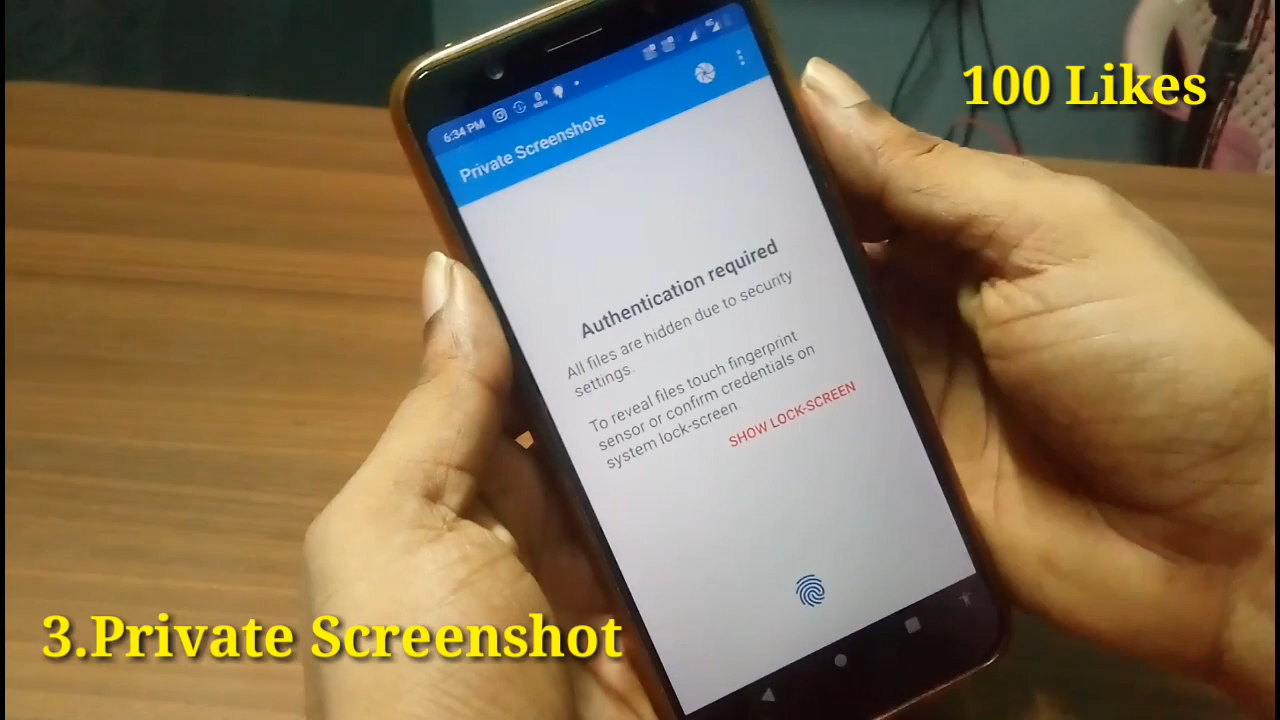 100 Likes
6:34 PM
Private Screenshots
Authentication required
All files are hidden due to security
settings.
To reveal files touch fingerprint
sensor or confirm credentials on
system lock-screen.
SHOW LOCK-SCREEN
3.Private Screenshot